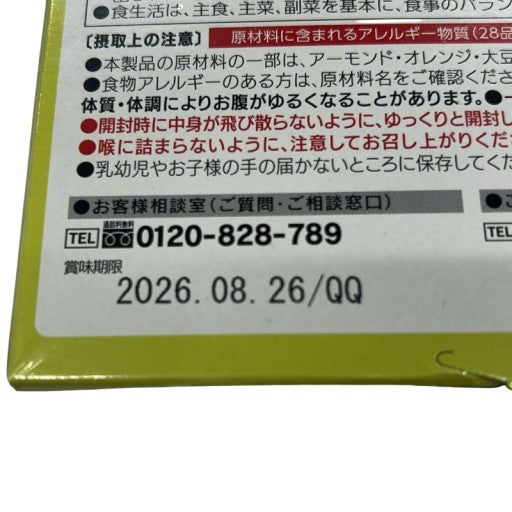 ●食生活は、主食、主菜、副菜を基本に、食事のバラン
[摂取上の注意] 原材料に含まれるアレルギー物質(28品
●本製品の原材料の一部は、アーモンド・オレンジ・大豆
●食物アレルギーのある方は、原材料名をご確認くださ
体質・体調によりお腹がゆるくなることがあります。●一
●開封時に中身が飛び散らないように、ゆっくりと開封し
●喉に詰まらないように、注意してお召し上がりくだ
●乳幼児やお子様の手の届かないところに保存してく
●お客様相談室(ご質問・ご相談窓口)
TEL 通話料無料 0120-828-789
賞味期限
2026.08.26/QQ